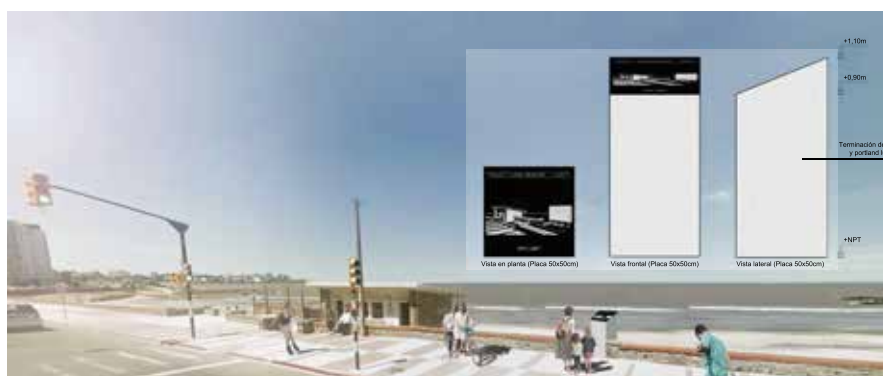 +1,10m
+0,90m
Terminación de
y portland l
+NPT
Vista en planta (Placa 50x50cm)
Vista frontal (Placa 50x50cm)
Vista lateral (Placa 50x50cm)